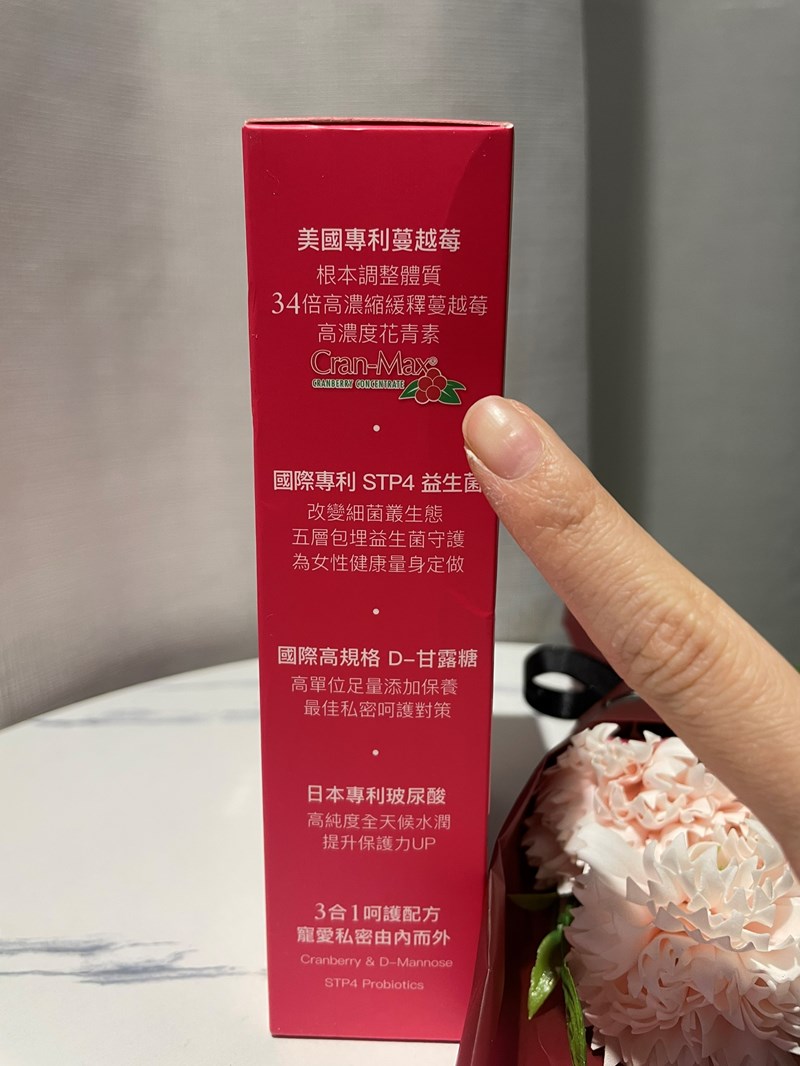 美國專利蔓越莓
根本調整體質
34倍高濃縮緩釋蔓越莓
高濃度花青素
Cran-Max®
CRANBERRY CONCENTRATE
國際專利 STP4 益生菌
改變細菌叢生態
五層包埋益生菌守護
為女性健康量身定做
國際高規格 D-甘露糖
高單位足量添加保養
最佳私密呵護對策
日本專利玻尿酸
高純度全天候水潤
提升保護力UP
3合1呵護配方
寵愛私密由內而外
Cranberry & D-Mannose
STP4 Probiotics